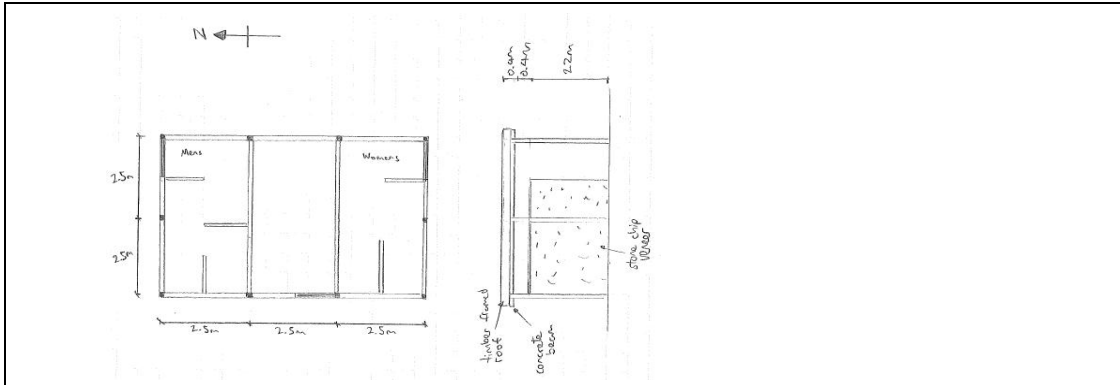 N
Mens
Womens
2.5m
2.5m
2.5m
2.5m
2.5m
0.4m
0.4m
2.2m
stone chip
veneer
timber framed
roof
concrete
beam